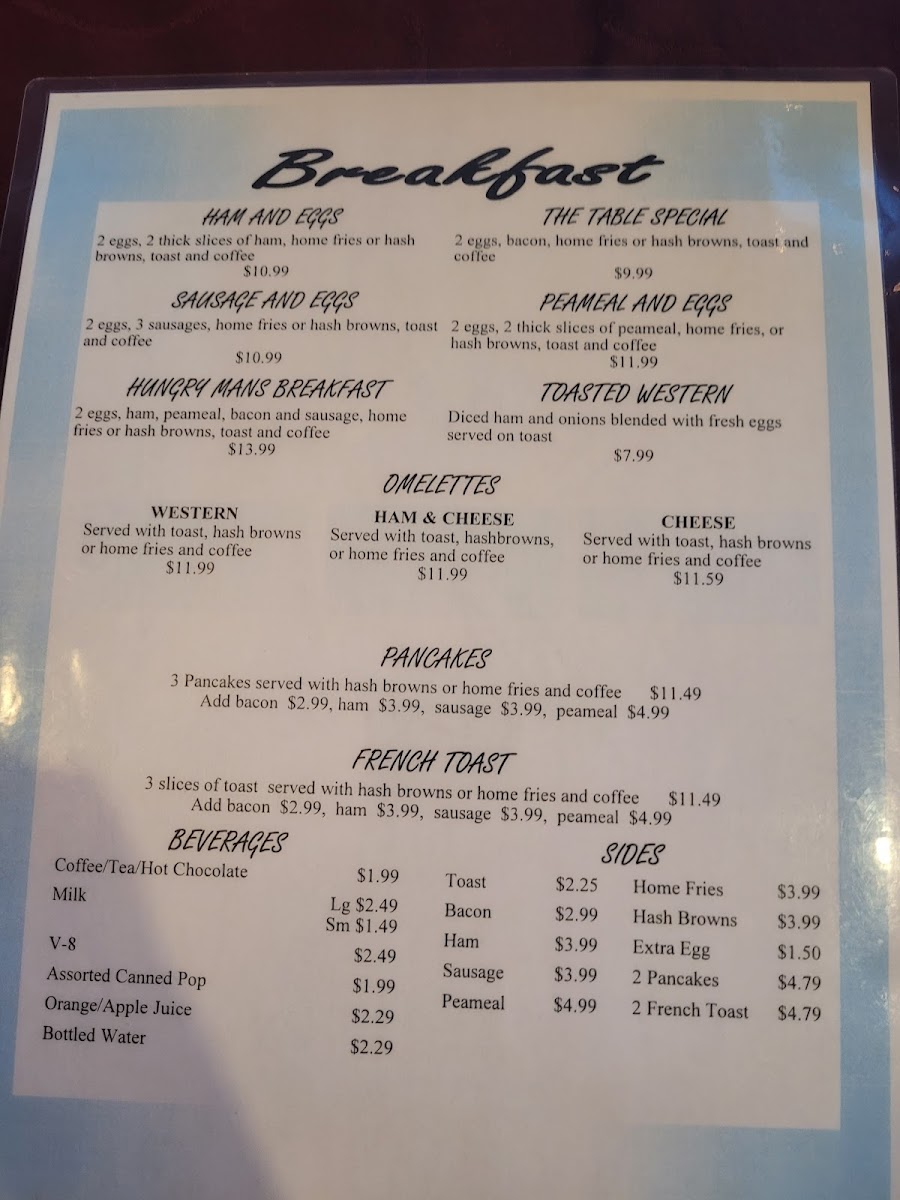 Breakfast
HAM AND EGGS
2 eggs, 2 thick slices of ham, home fries or hash
browns, toast and coffee
$10.99
THE TABLE SPECIAL
2 eggs, bacon, home fries or hash browns, toast and
coffee
$9.99
SAUSAGE AND EGGS
2 eggs, 3 sausages, home fries or hash browns, toast
and coffee
$10.99
PEAMEAL AND EGGS
2 eggs, 2 thick slices of peameal, home fries, or
hash browns, toast and coffee
$11.99
HUNGRY MANS BREAKFAST
2 eggs, ham, peameal, bacon and sausage, home
fries or hash browns, toast and coffee
$13.99
TOASTED WESTERN
Diced ham and onions blended with fresh eggs
served on toast
$7.99
OMELETTES
WESTERN
Served with toast, hash browns
or home fries and coffee
$11.99
HAM & CHEESE
Served with toast, hashbrowns,
or home fries and coffee
$11.99
CHEESE
Served with toast, hash browns
or home fries and coffee
$11.59
PANCAKES
3 Pancakes served with hash browns or home fries and coffee $11.49
Add bacon $2.99, ham $3.99, sausage $3.99, peameal $4.99
FRENCH TOAST
3 slices of toast served with hash browns or home fries and coffee $11.49
Add bacon $2.99, ham $3.99, sausage $3.99, peameal $4.99
BEVERAGES
Coffee/Tea/Hot Chocolate $1.99
Milk Lg $2.49
Sm $1.49
V-8 $2.49
Assorted Canned Pop $1.99
Orange/Apple Juice $2.29
Bottled Water $2.29
SIDES
Toast $2.25 Home Fries $3.99
Bacon $2.99 Hash Browns $3.99
Ham $3.99 Extra Egg $1.50
Sausage $3.99 2 Pancakes $4.79
Peameal $4.99 2 French Toast $4.79